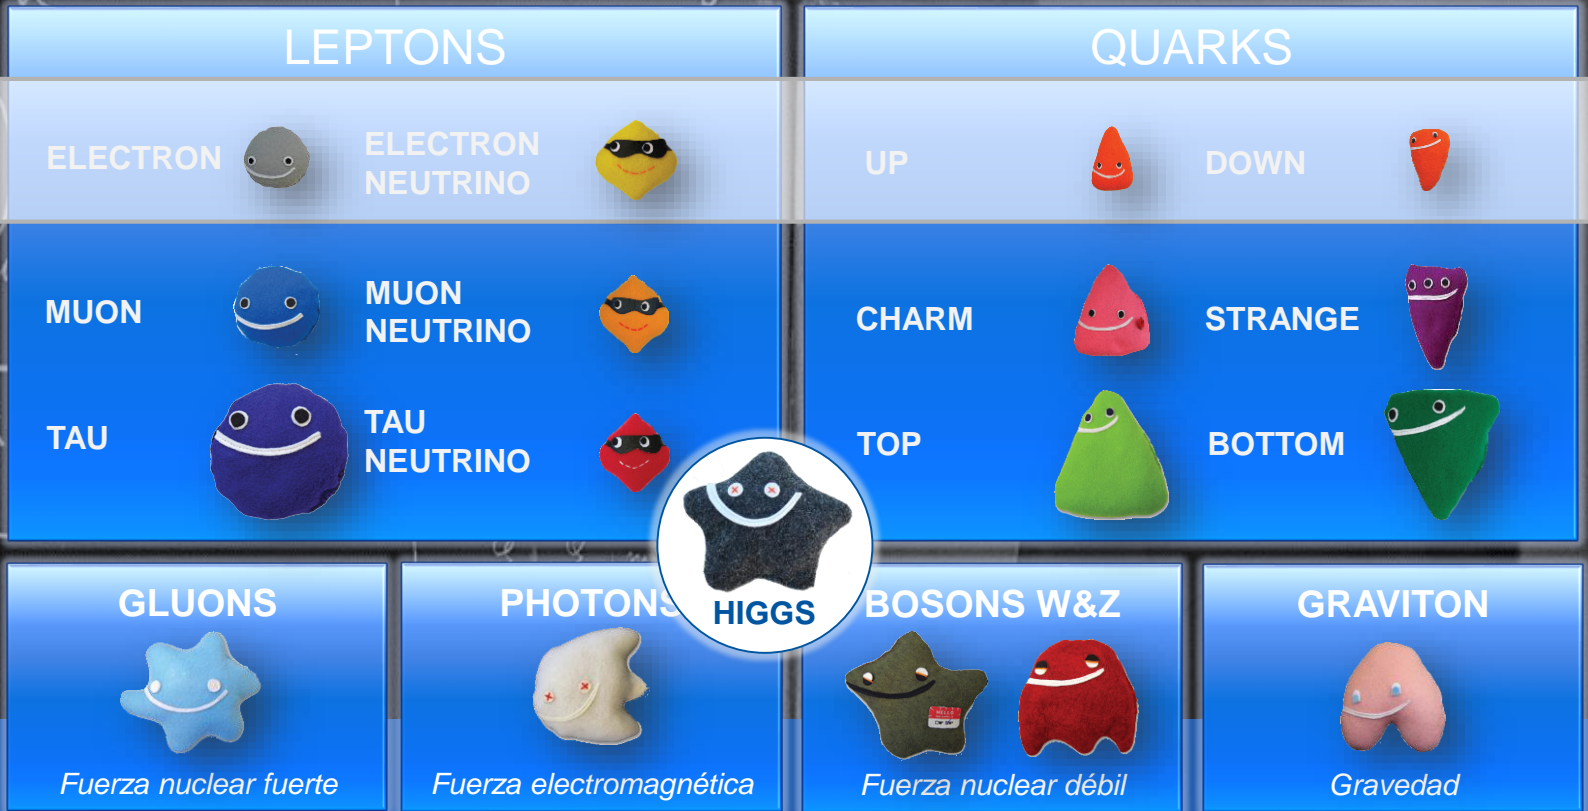 LEPTONS
QUARKS
ELECTRON
ELECTRON
NEUTRINO
UP
DOWN
MUON
MUON
NEUTRINO
CHARM
STRANGE
TAU
TAU
NEUTRINO
TOP
BOTTOM
HIGGS
GLUONS
PHOTONS
BOSONS W&Z
GRAVITON
HELLO
Fuerza nuclear fuerte
Fuerza electromagnética
Fuerza nuclear débil
Gravedad